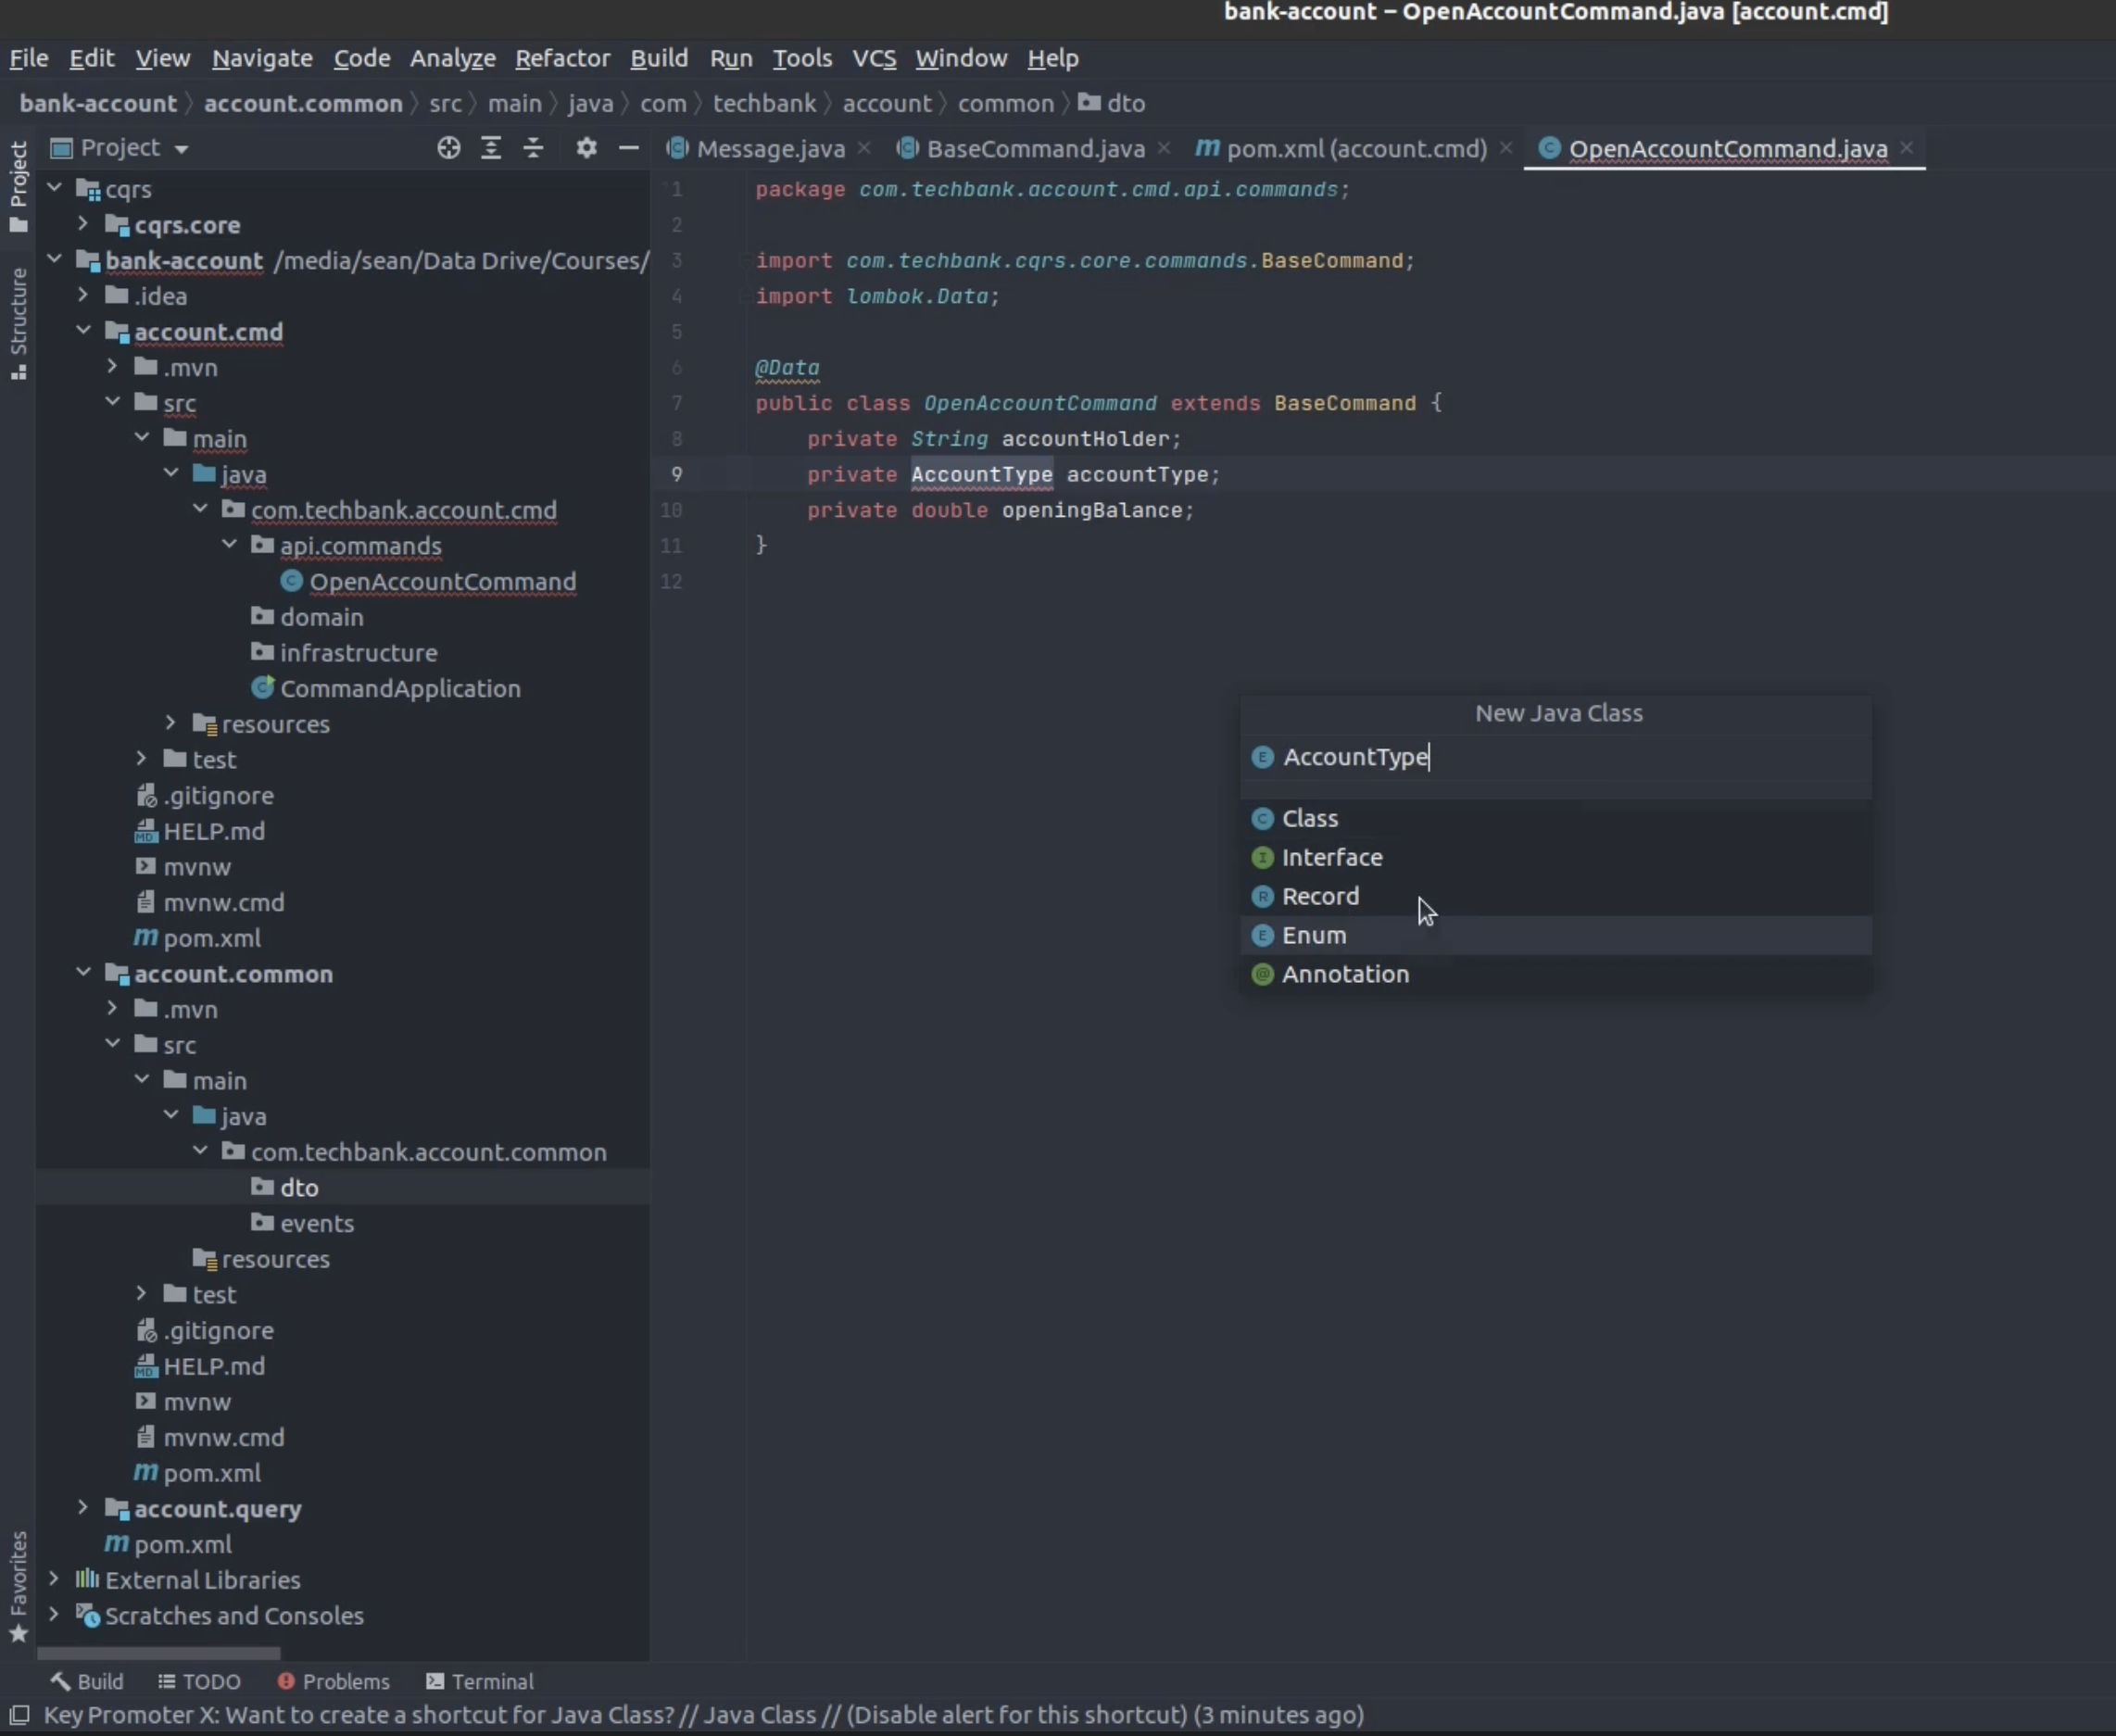 bank-account – OpenAccountCommand.java [account.cmd]
File Edit View Navigate Code Analyze Refactor Build Run Tools VCS Window Help
bank-account account.common src main java com techbank account common dto
Project
Structure
Favorites
Project
cqrs
cqrs.core
bank-account /media/sean/Data Drive/Courses/
.idea
account.cmd
.mvn
src
main
java
com.techbank.account.cmd
api.commands
OpenAccountCommand
domain
infrastructure
CommandApplication
resources
test
.gitignore
HELP.md
mvnw
mvnw.cmd
pom.xml
account.common
.mvn
src
main
java
com.techbank.account.common
dto
events
resources
test
.gitignore
HELP.md
mvnw
mvnw.cmd
pom.xml
account.query
pom.xml
External Libraries
Scratches and Consoles
Message.java BaseCommand.java pom.xml (account.cmd) OpenAccountCommand.java
1 package com.techbank.account.cmd.api.commands;
2
3 import com.techbank.cqrs.core.commands.BaseCommand;
4 import lombok.Data;
5
6 @Data
7 public class OpenAccountCommand extends BaseCommand {
8 private String accountHolder;
9 private AccountType accountType;
10 private double openingBalance;
11 }
12
New Java Class
AccountType
Class
Interface
Record
Enum
Annotation
Build TODO Problems Terminal
Key Promoter X: Want to create a shortcut for Java Class? // Java Class // (Disable alert for this shortcut) (3 minutes ago)